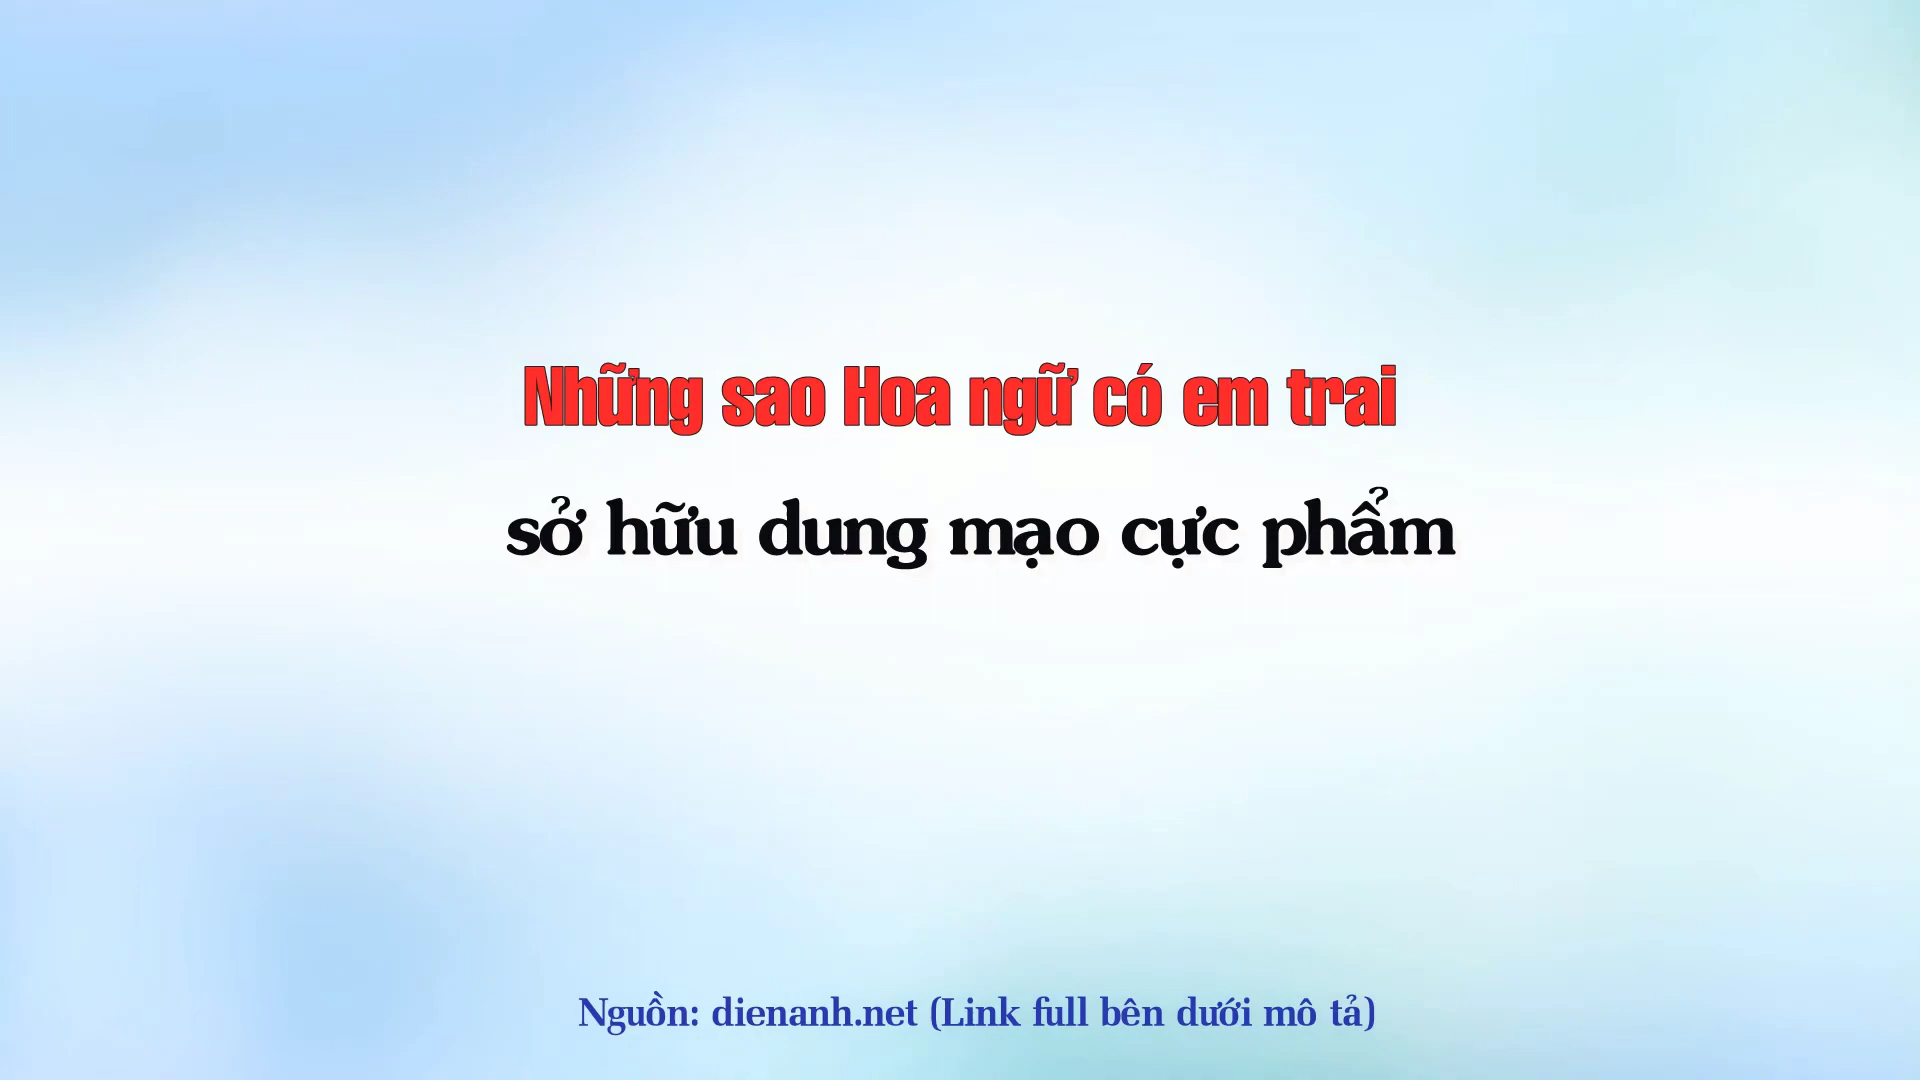 Những sao Hoa ngữ có em trai
sở hữu dung mạo cực phẩm
Nguồn: dienanh.net (Link full bên dưới mô tả)